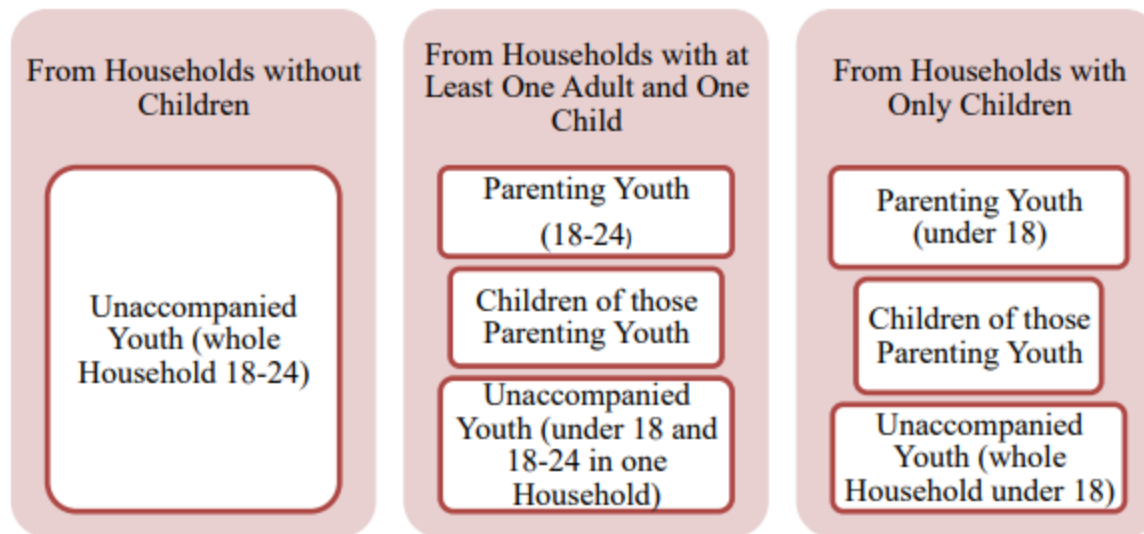 From Households without
Children
Unaccompanied
Youth (whole
Household 18-24)
From Households with at
Least One Adult and One
Child
Parenting Youth
(18-24)
Children of those
Parenting Youth
Unaccompanied
Youth (under 18 and
18-24 in one
Household)
From Households with
Only Children
Parenting Youth
(under 18)
Children of those
Parenting Youth
Unaccompanied
Youth (whole
Household under 18)